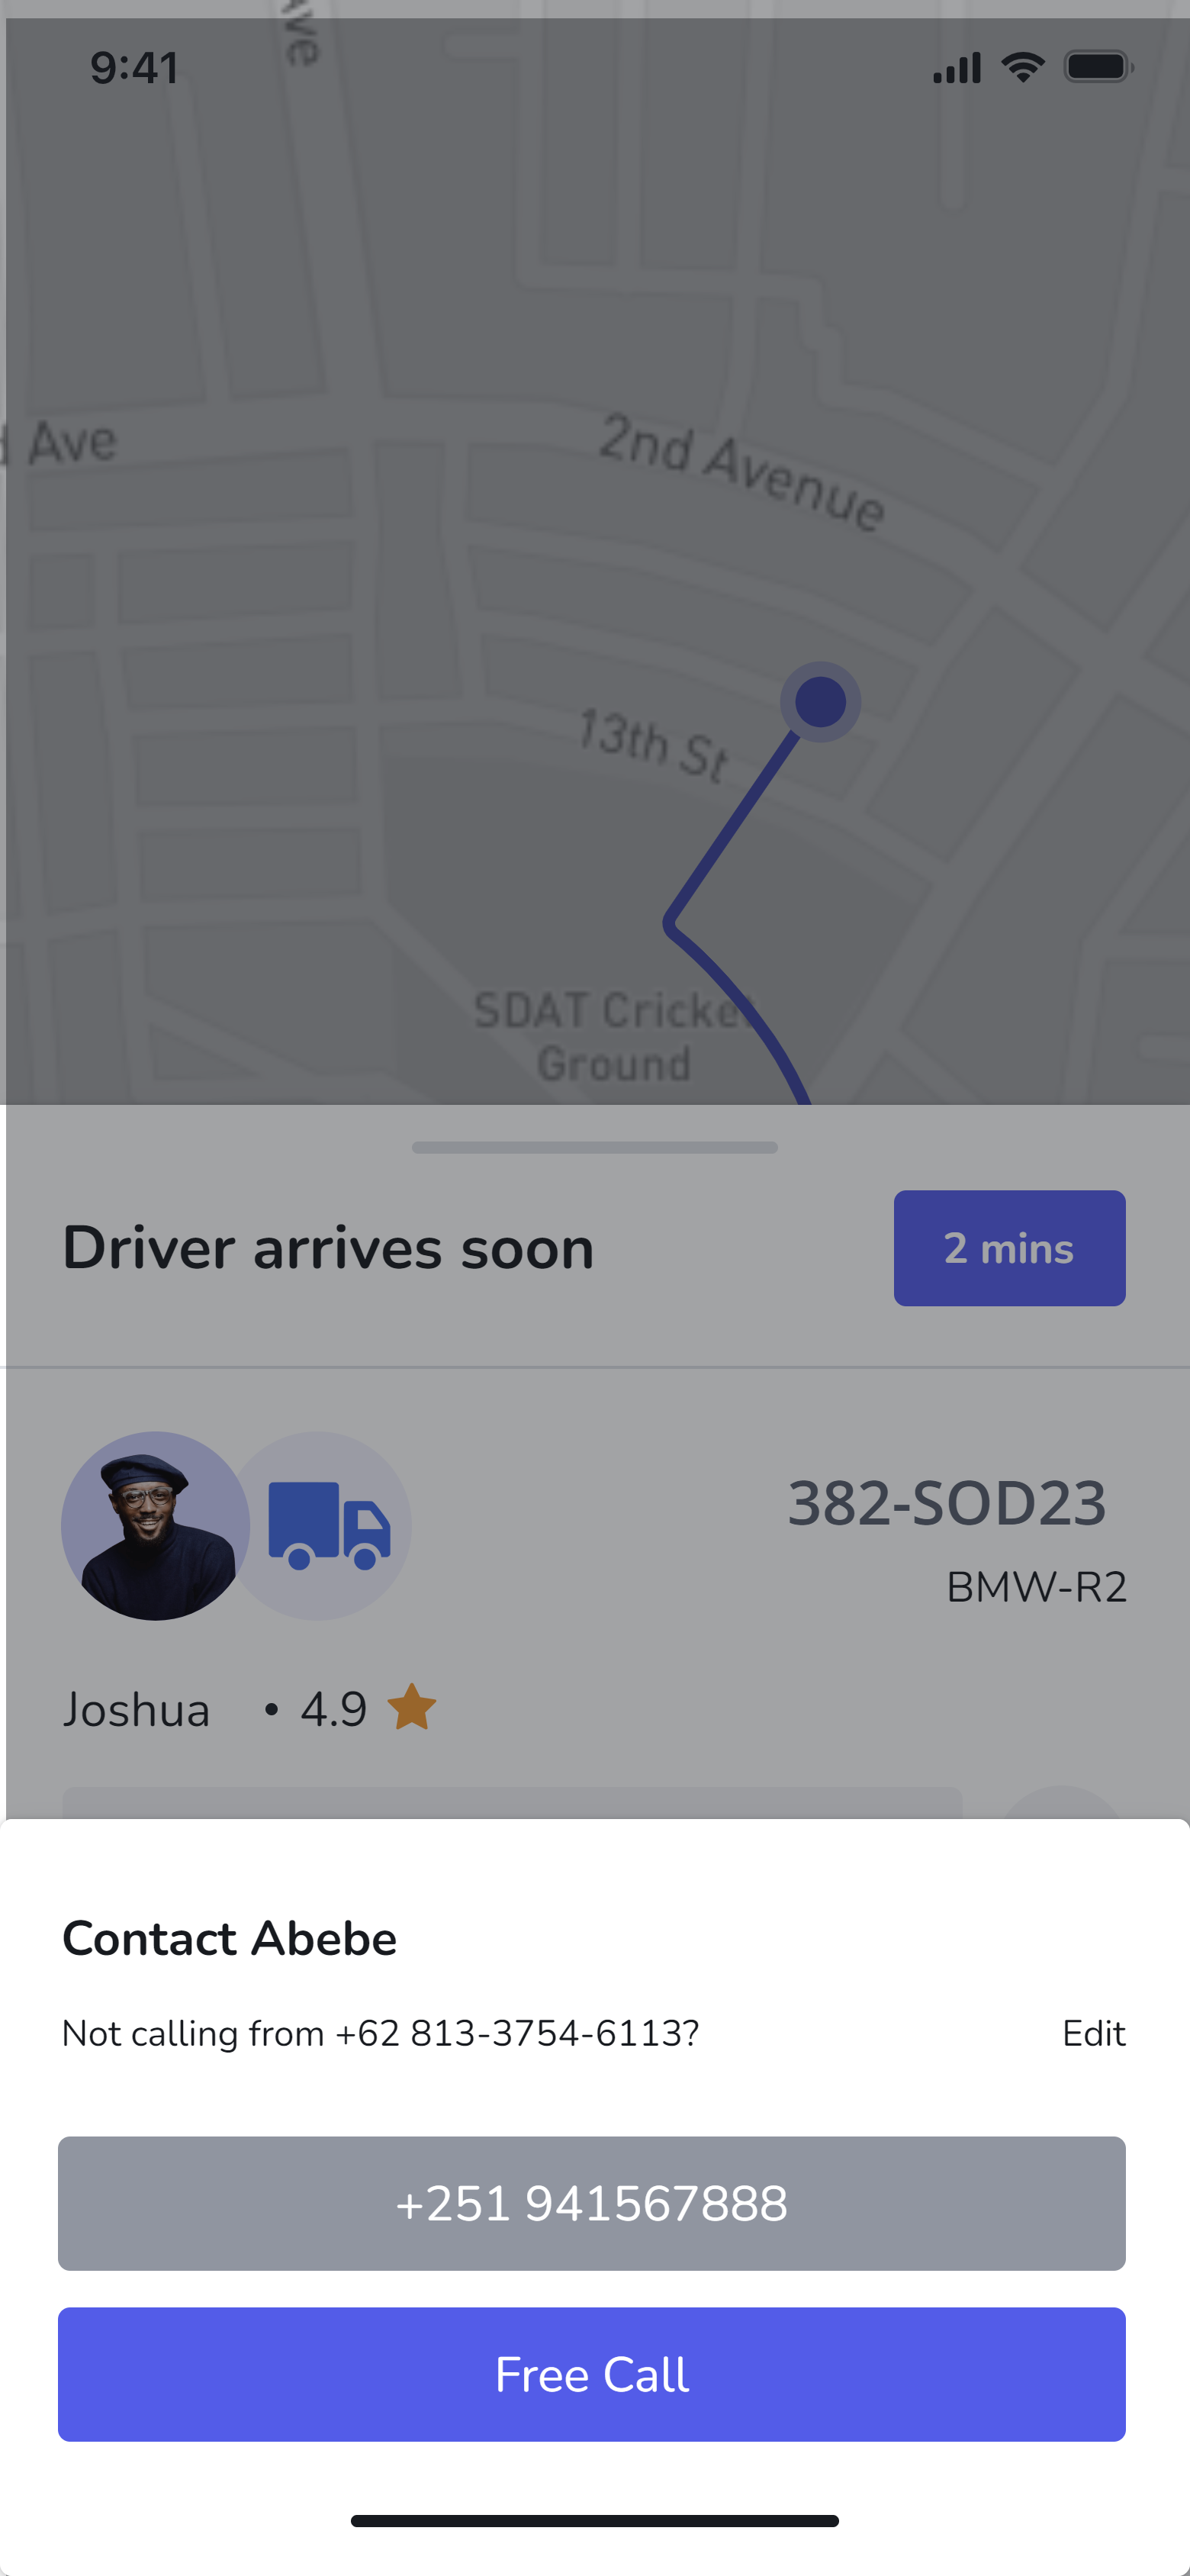 Ave
9:41
Ave
2nd Avenue
13th St
SDAT Cricket
Ground
Driver arrives soon
2 mins
382-SOD23
BMW-R2
Joshua • 4.9
Contact Abebe
Not calling from +62 813-3754-6113?
Edit
+251 941567888
Free Call